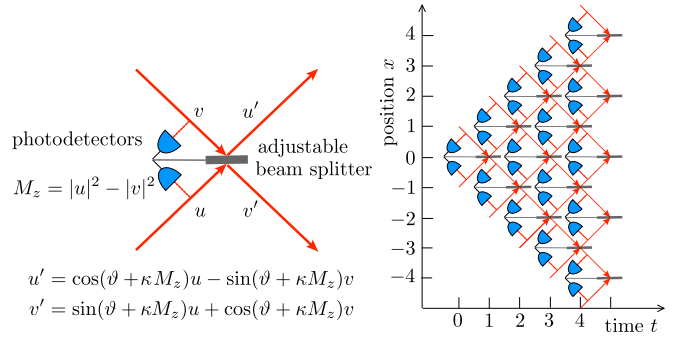 v
u′
photodetectors
adjustable
beam splitter
M_z = |u|² − |v|²
u
v′
u′ = cos(ϑ + κM_z)u − sin(ϑ + κM_z)v
v′ = sin(ϑ + κM_z)u + cos(ϑ + κM_z)v
position x
4
3
2
1
0
−1
−2
−3
−4
0 1 2 3 4
time t